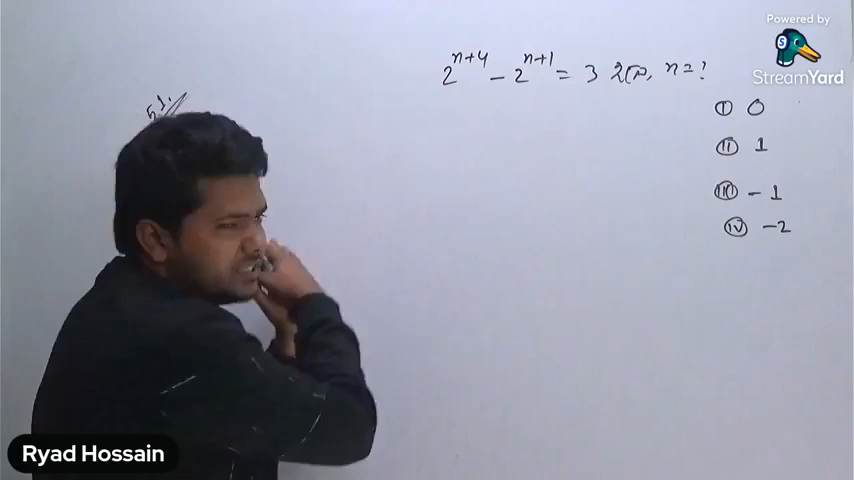 Powered by
StreamYard
2^{n+4} - 2^{n+1} = 3 হলে, n = ?
(i) 0
(ii) 1
(iii) -1
(iv) -2
Ryad Hossain